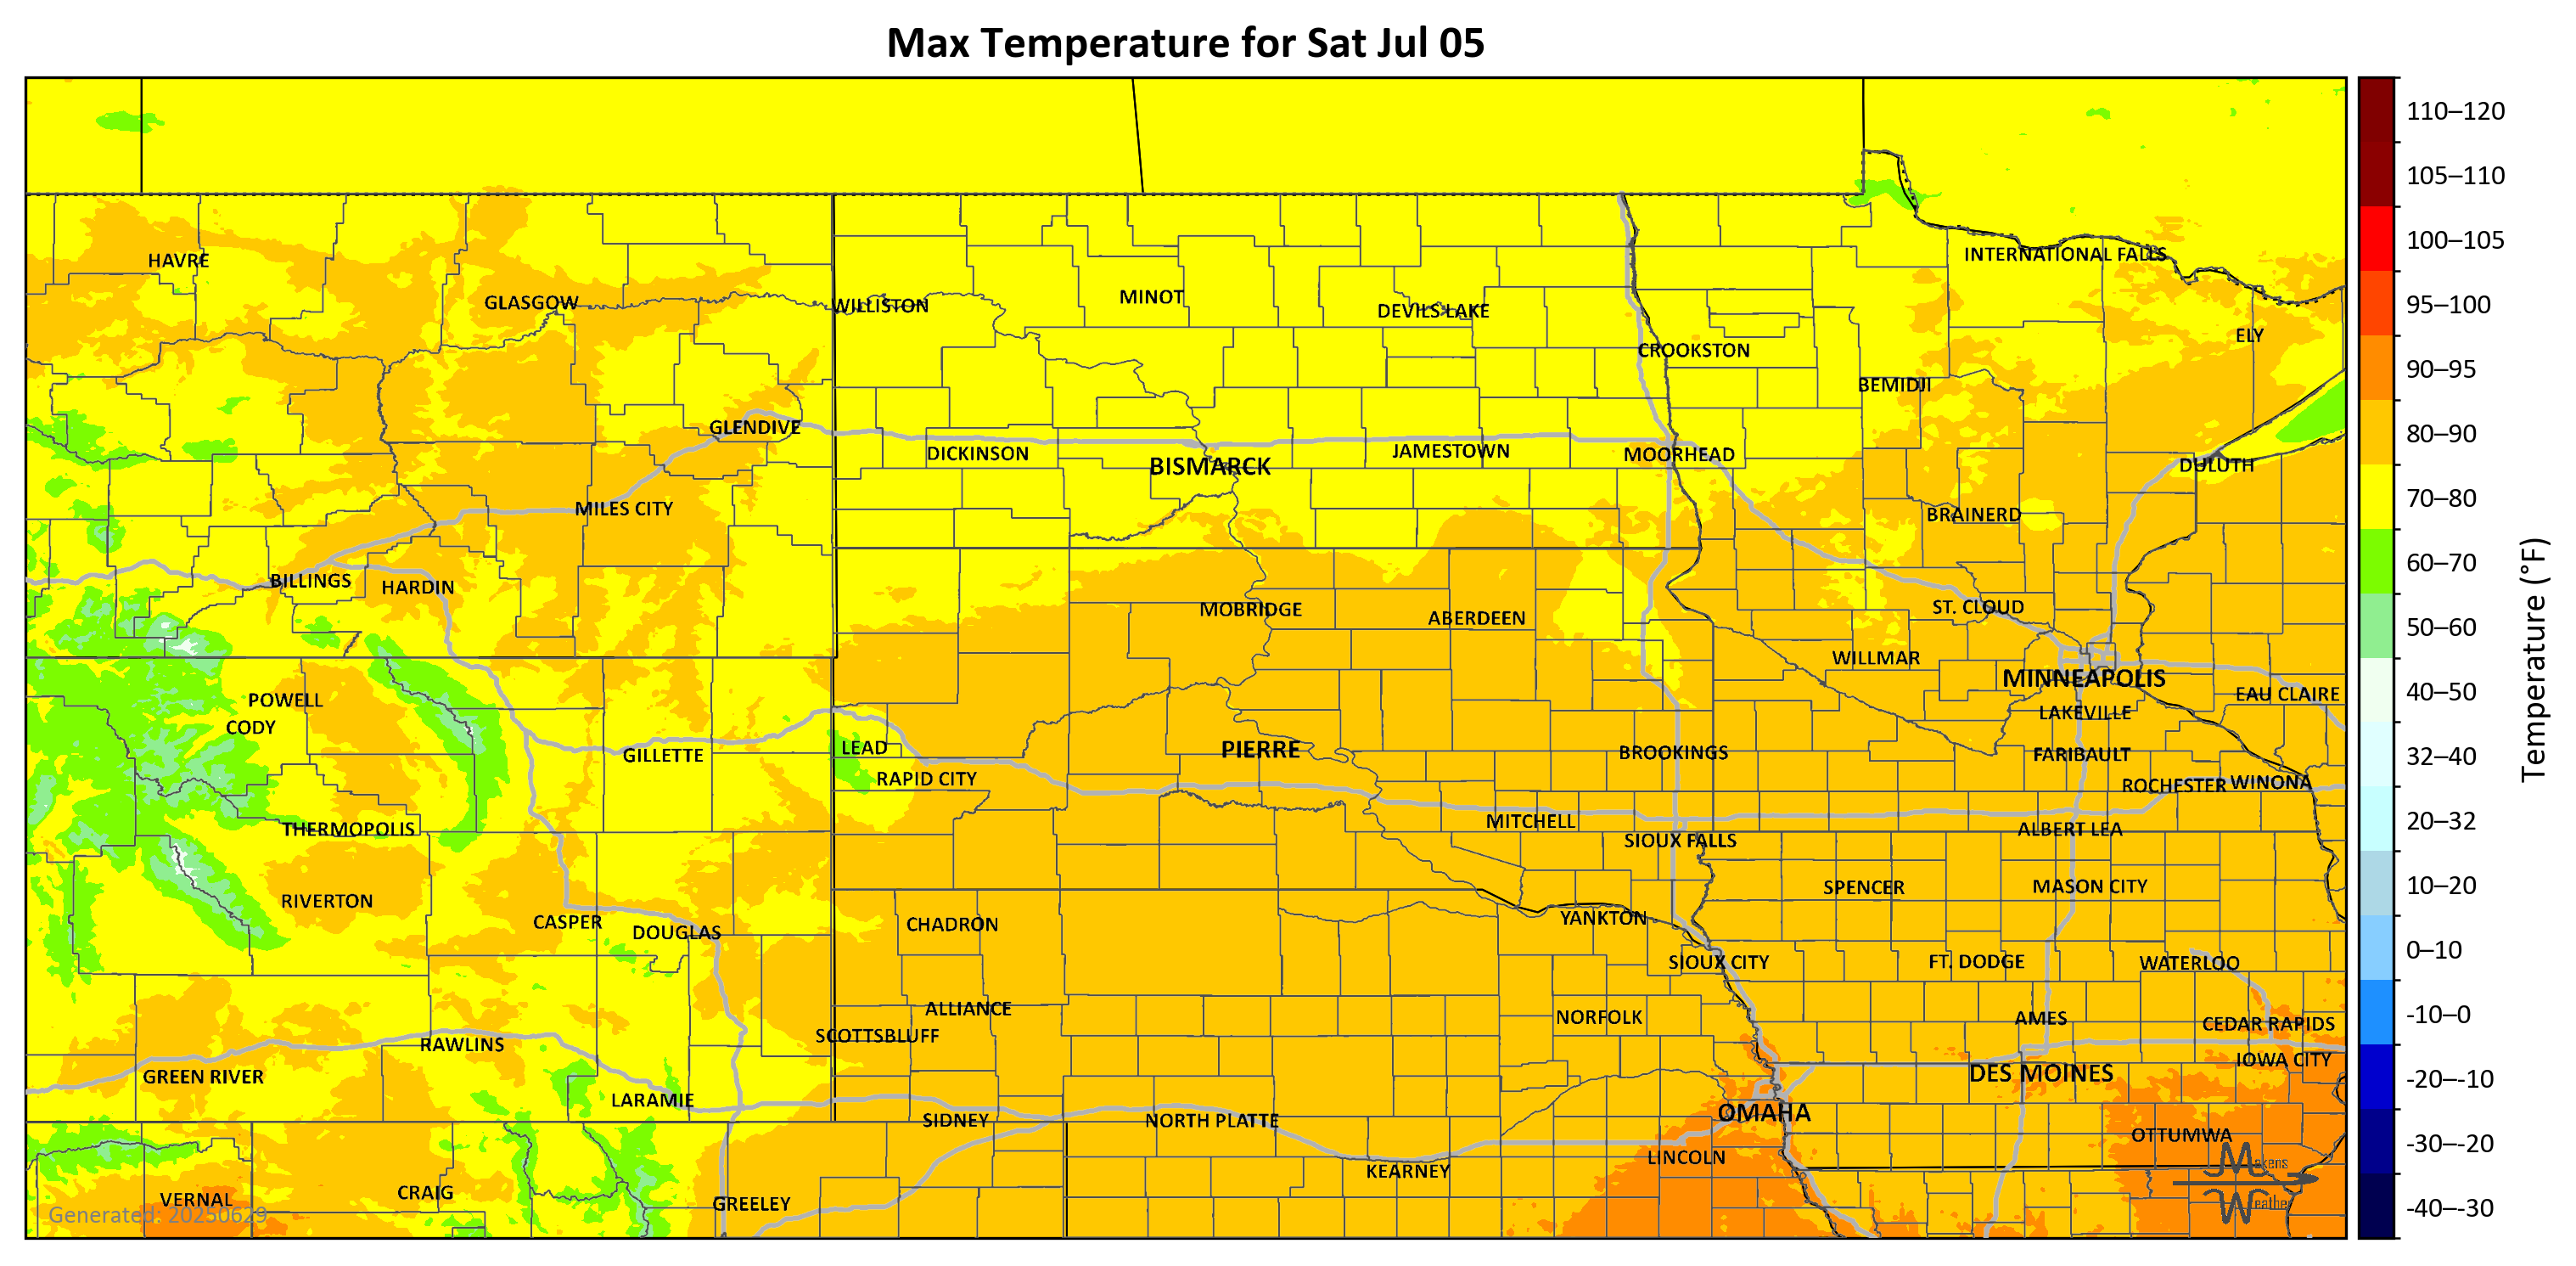 Max Temperature for Sat Jul 05
110–120
105–110
100–105
95–100
90–95
80–90
70–80
60–70
50–60
40–50
32–40
20–32
10–20
0–10
-10–0
-20–-10
-30–-20
-40–-30
Temperature (°F)
HAVRE
INTERNATIONAL FALLS
GLASGOW
WILLISTON
MINOT
DEVILS LAKE
ELY
CROOKSTON
BEMIDJI
GLENDIVE
DICKINSON
BISMARCK
JAMESTOWN
MOORHEAD
DULUTH
MILES CITY
BRAINERD
BILLINGS
HARDIN
MOBRIDGE
ABERDEEN
ST. CLOUD
WILLMAR
MINNEAPOLIS
EAU CLAIRE
POWELL
CODY
LAKEVILLE
GILLETTE
LEAD
PIERRE
BROOKINGS
FARIBAULT
RAPID CITY
ROCHESTER
WINONA
THERMOPOLIS
MITCHELL
SIOUX FALLS
ALBERT LEA
RIVERTON
SPENCER
MASON CITY
CASPER
DOUGLAS
CHADRON
YANKTON
SIOUX CITY
FT. DODGE
WATERLOO
ALLIANCE
NORFOLK
AMES
CEDAR RAPIDS
SCOTTSBLUFF
RAWLINS
IOWA CITY
GREEN RIVER
DES MOINES
LARAMIE
SIDNEY
NORTH PLATTE
OMAHA
OTTUMWA
LINCOLN
KEARNEY
VERNAL
CRAIG
GREELEY
Makens
Weather
Generated: 20250629